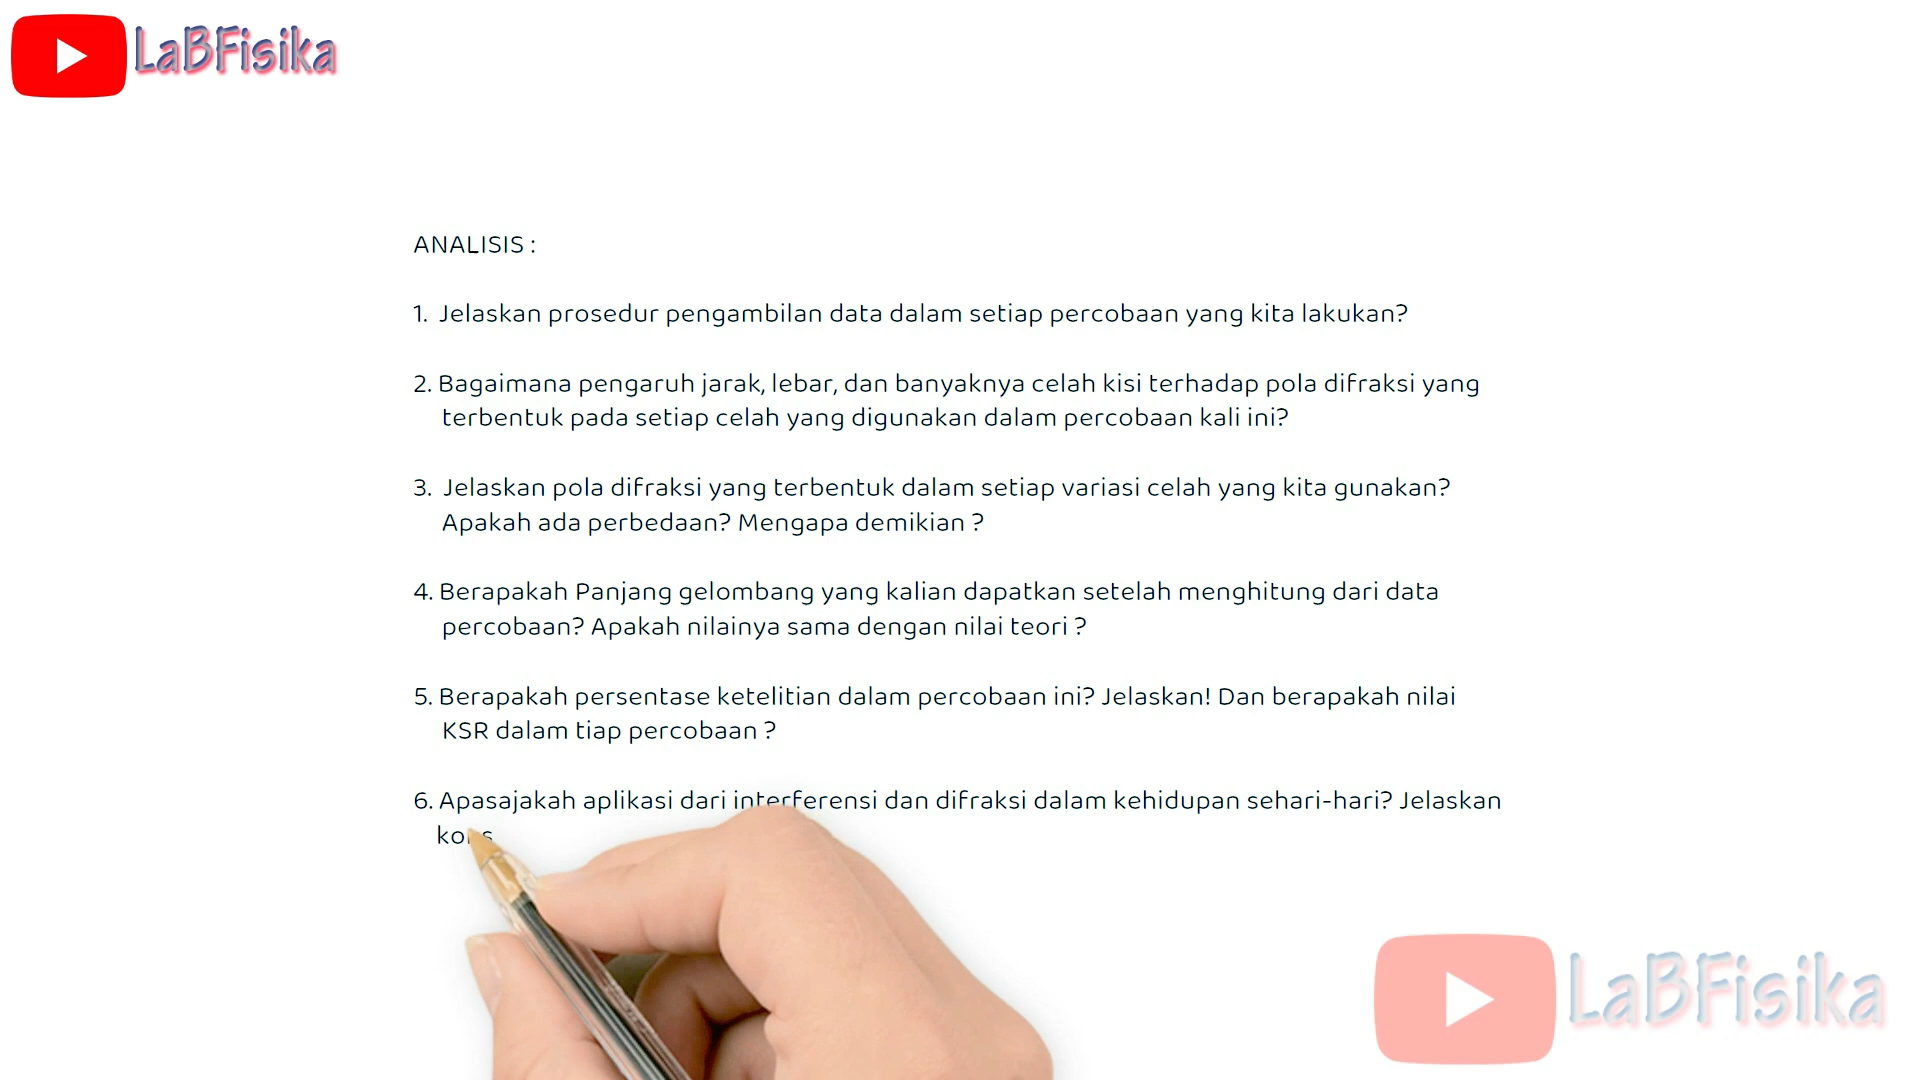 LaBFisika
ANALISIS :
1. Jelaskan prosedur pengambilan data dalam setiap percobaan yang kita lakukan?
2. Bagaimana pengaruh jarak, lebar, dan banyaknya celah kisi terhadap pola difraksi yang
terbentuk pada setiap celah yang digunakan dalam percobaan kali ini?
3. Jelaskan pola difraksi yang terbentuk dalam setiap variasi celah yang kita gunakan?
Apakah ada perbedaan? Mengapa demikian ?
4. Berapakah Panjang gelombang yang kalian dapatkan setelah menghitung dari data
percobaan? Apakah nilainya sama dengan nilai teori ?
5. Berapakah persentase ketelitian dalam percobaan ini? Jelaskan! Dan berapakah nilai
KSR dalam tiap percobaan ?
6. Apasajakah aplikasi dari interferensi dan difraksi dalam kehidupan sehari-hari? Jelaskan
LaBFisika